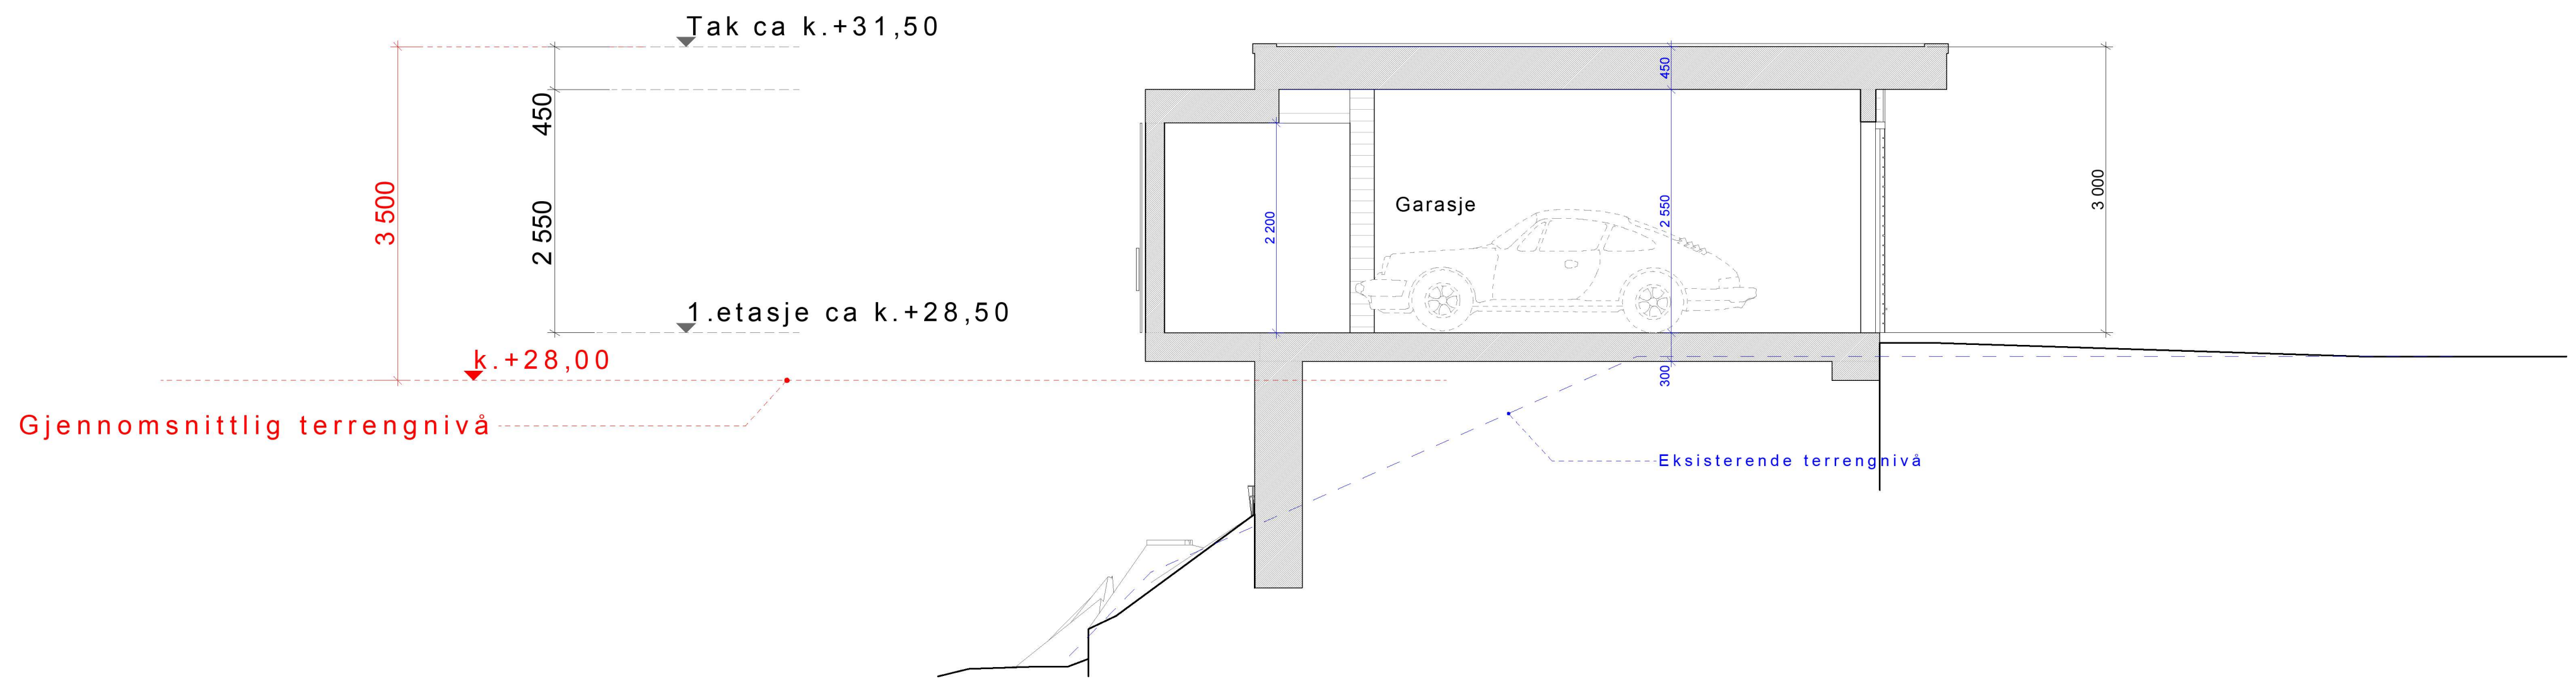 Tak ca k.+31,50
450
450
3 500
2 550
Garasje
2 200
2 550
3 000
1.etasje ca k.+28,50
k.+28,00
300
Gjennomsnittlig terrengnivå
Eksisterende terrengnivå